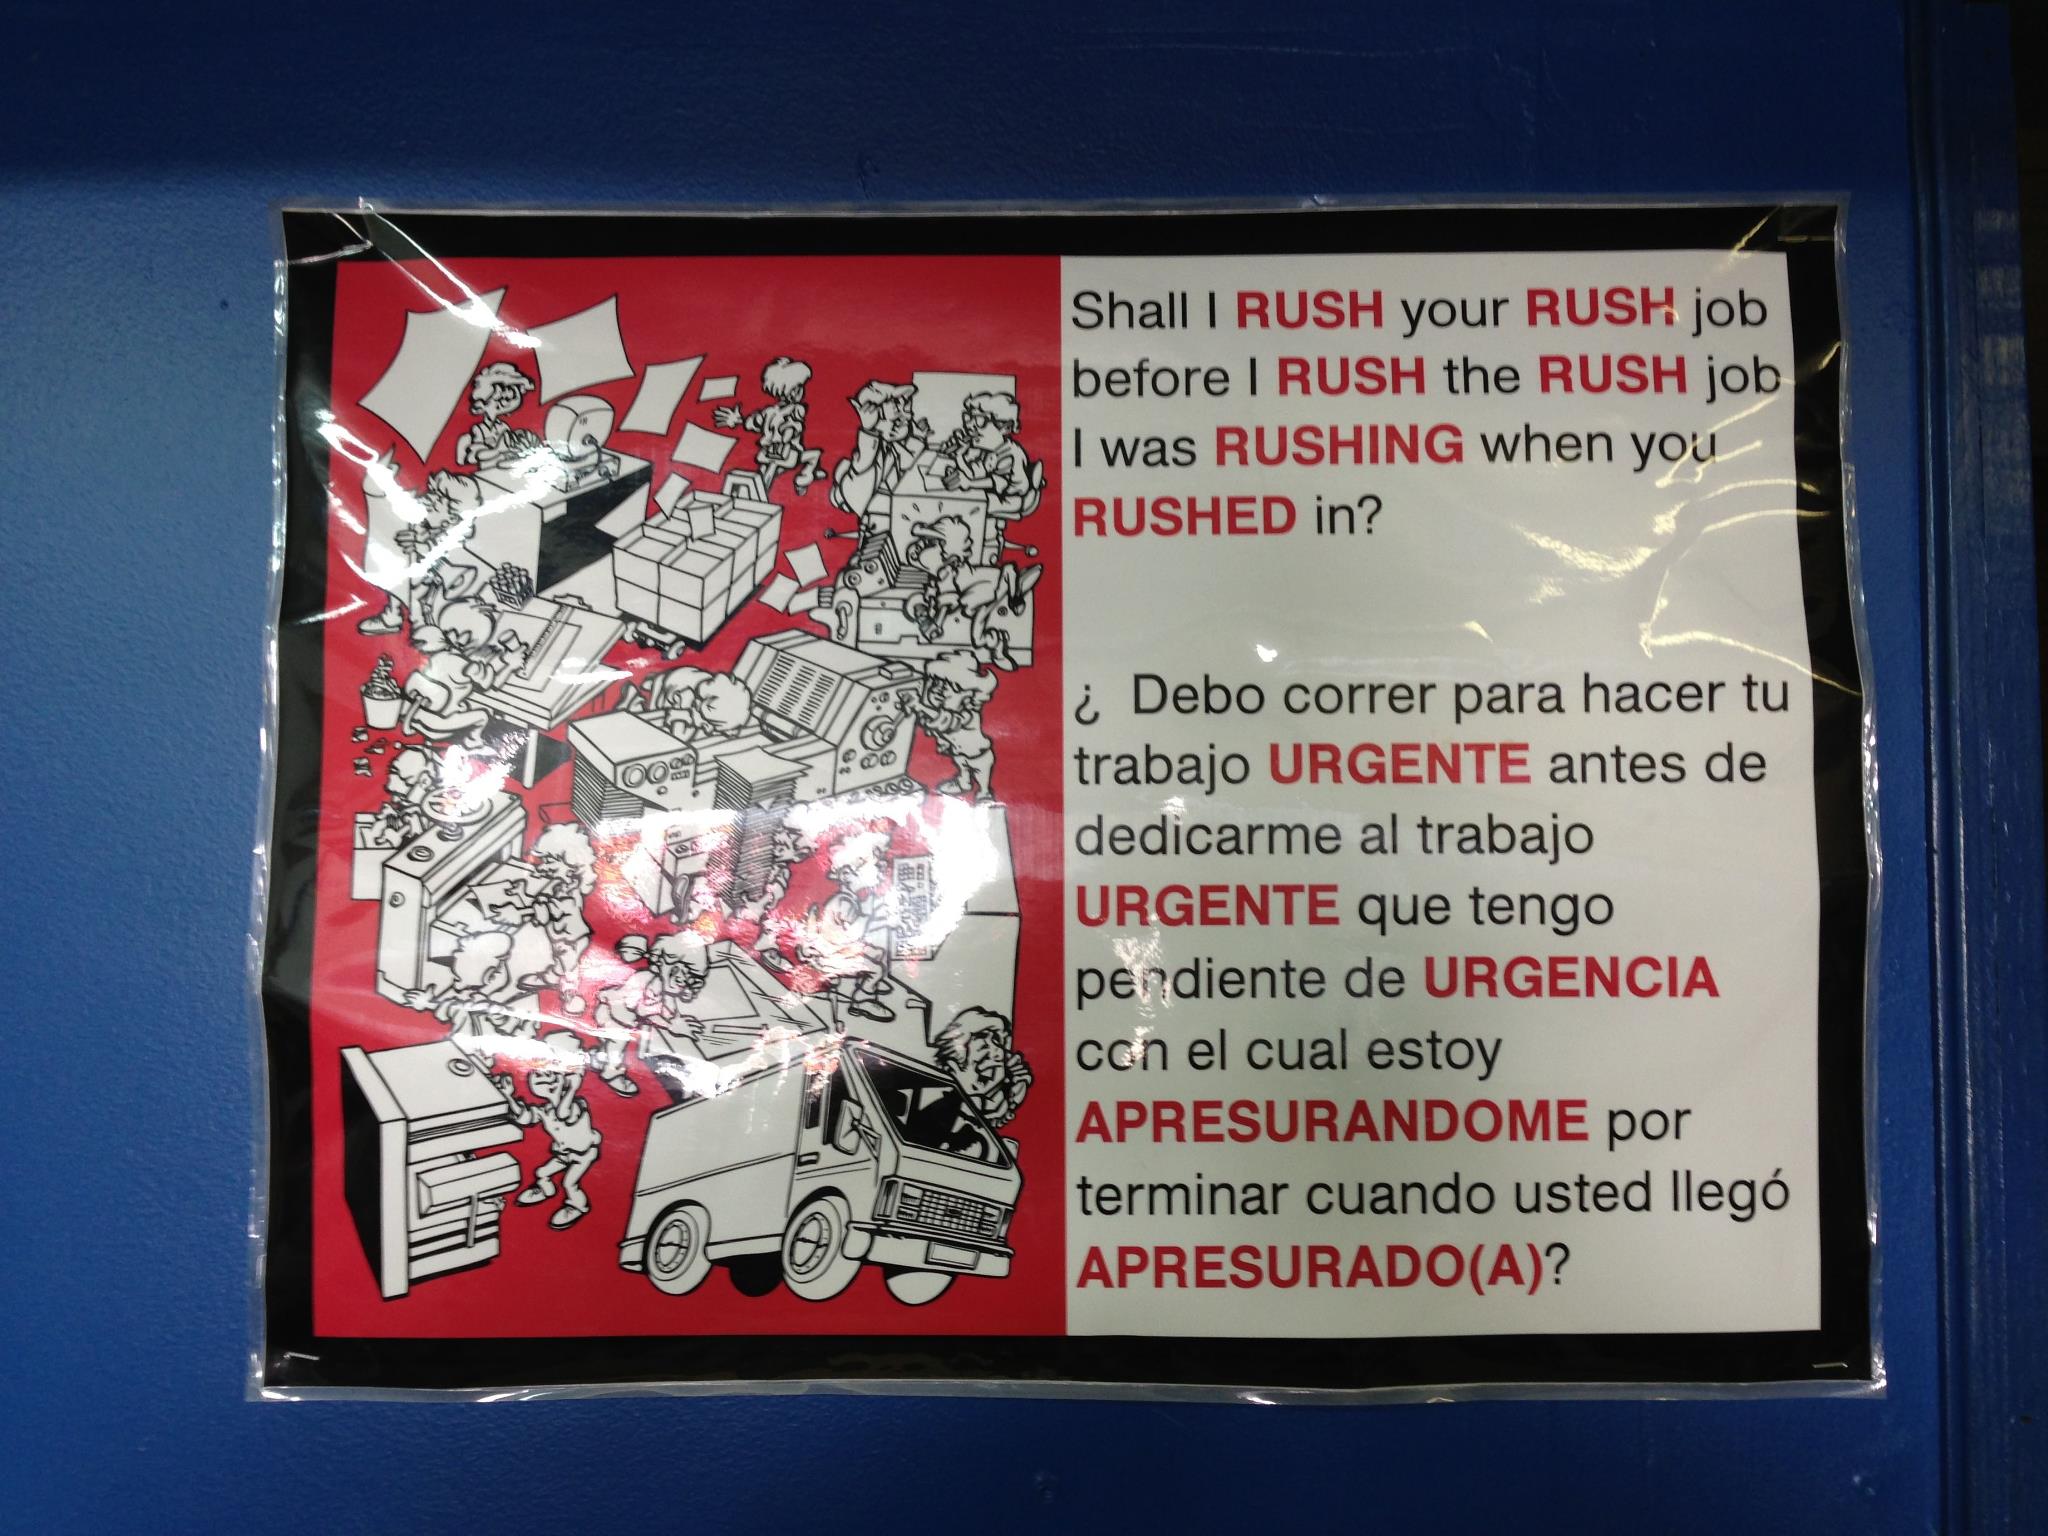 Shall I RUSH your RUSH job
before I RUSH the RUSH job
I was RUSHING when you
RUSHED in?
¿ Debo correr para hacer tu
trabajo URGENTE antes de
dedicarme al trabajo
URGENTE que tengo
pendiente de URGENCIA
con el cual estoy
APRESURANDOME por
terminar cuando usted llegó
APRESURADO(A)?